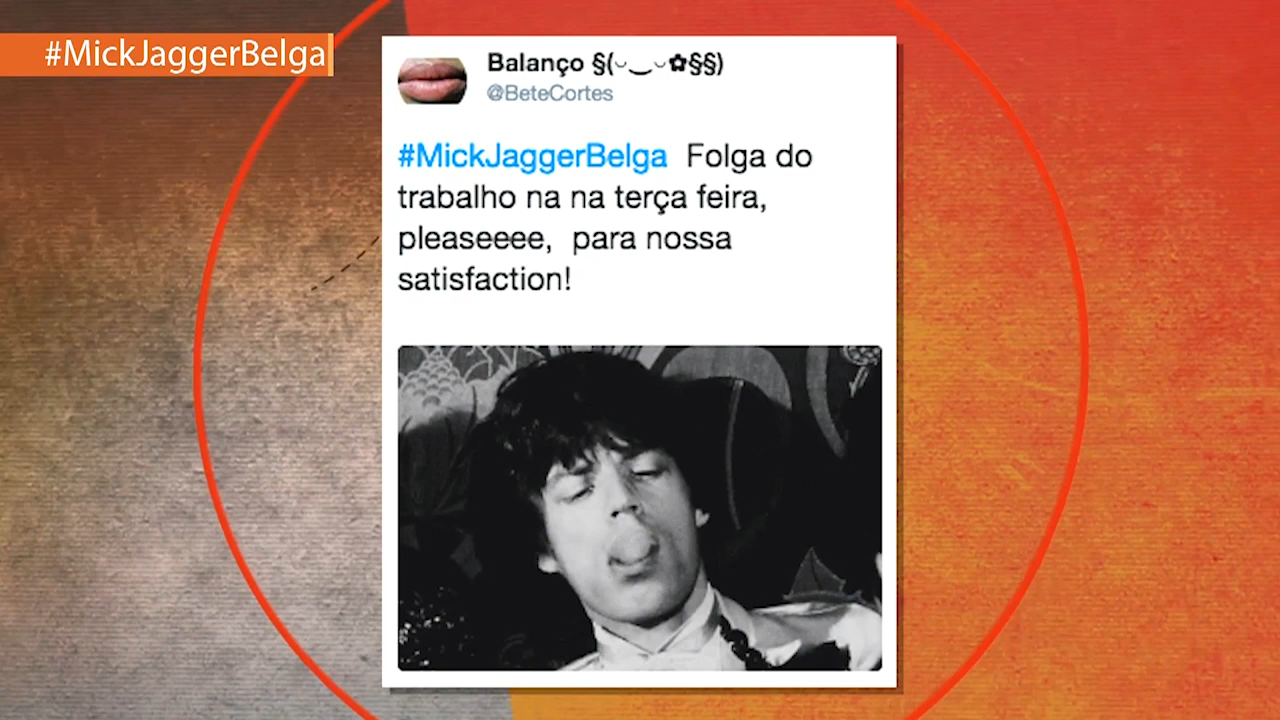 #MickJaggerBelga
Balanço §(◡‿◡✿§§)
@BeteCortes
#MickJaggerBelga Folga do
trabalho na na terça feira,
pleaseeee, para nossa
satisfaction!